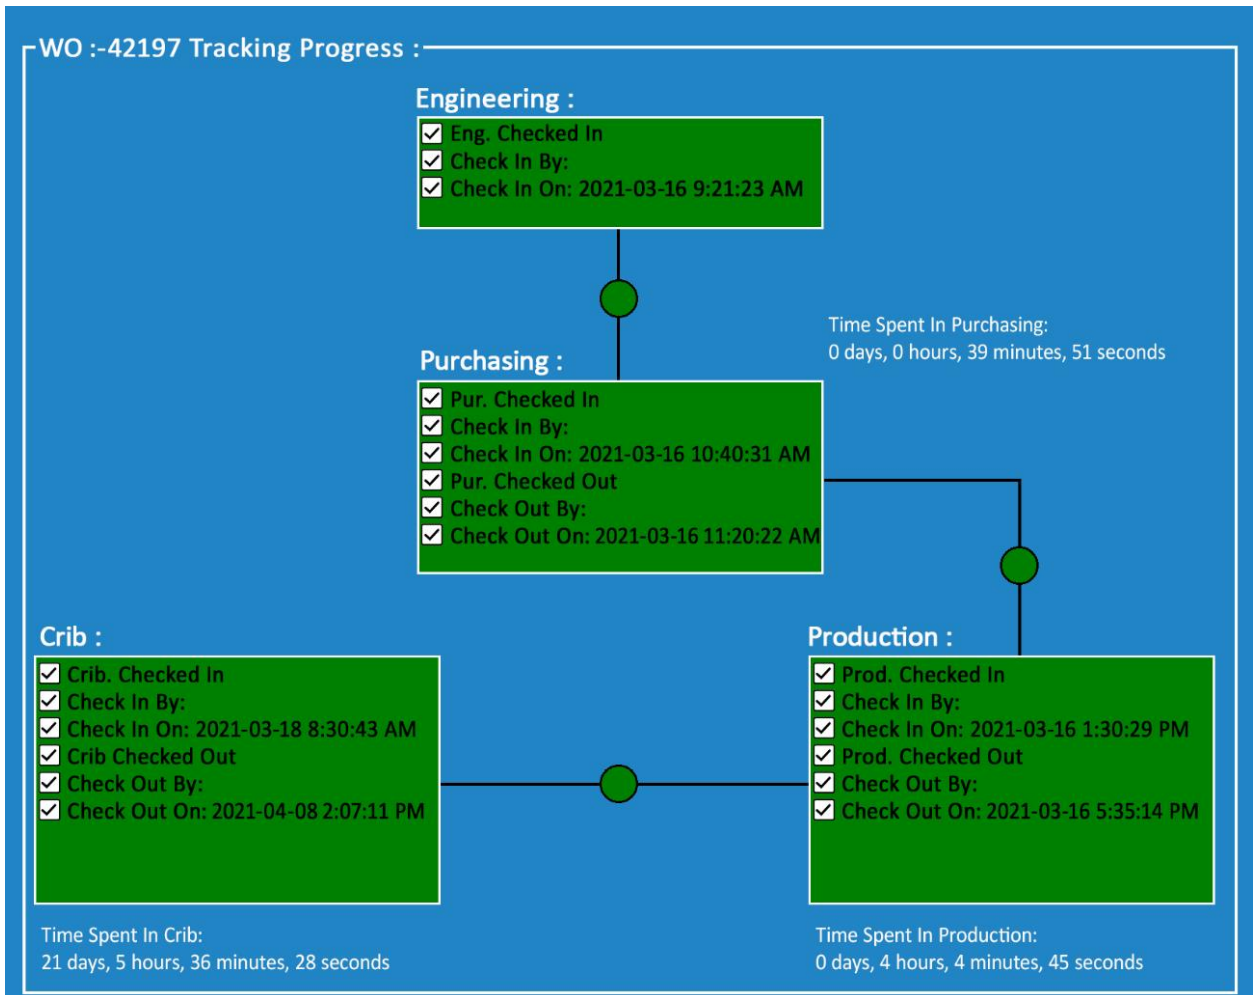 WO :-42197 Tracking Progress :
Engineering :
Eng. Checked In
Check In By:
Check In On: 2021-03-16 9:21:23 AM
Time Spent In Purchasing:
0 days, 0 hours, 39 minutes, 51 seconds
Purchasing :
Pur. Checked In
Check In By:
Check In On: 2021-03-16 10:40:31 AM
Pur. Checked Out
Check Out By:
Check Out On: 2021-03-16 11:20:22 AM
Crib :
Crib. Checked In
Check In By:
Check In On: 2021-03-18 8:30:43 AM
Crib Checked Out
Check Out By:
Check Out On: 2021-04-08 2:07:11 PM
Time Spent In Crib:
21 days, 5 hours, 36 minutes, 28 seconds
Production :
Prod. Checked In
Check In By:
Check In On: 2021-03-16 1:30:29 PM
Prod. Checked Out
Check Out By:
Check Out On: 2021-03-16 5:35:14 PM
Time Spent In Production:
0 days, 4 hours, 4 minutes, 45 seconds